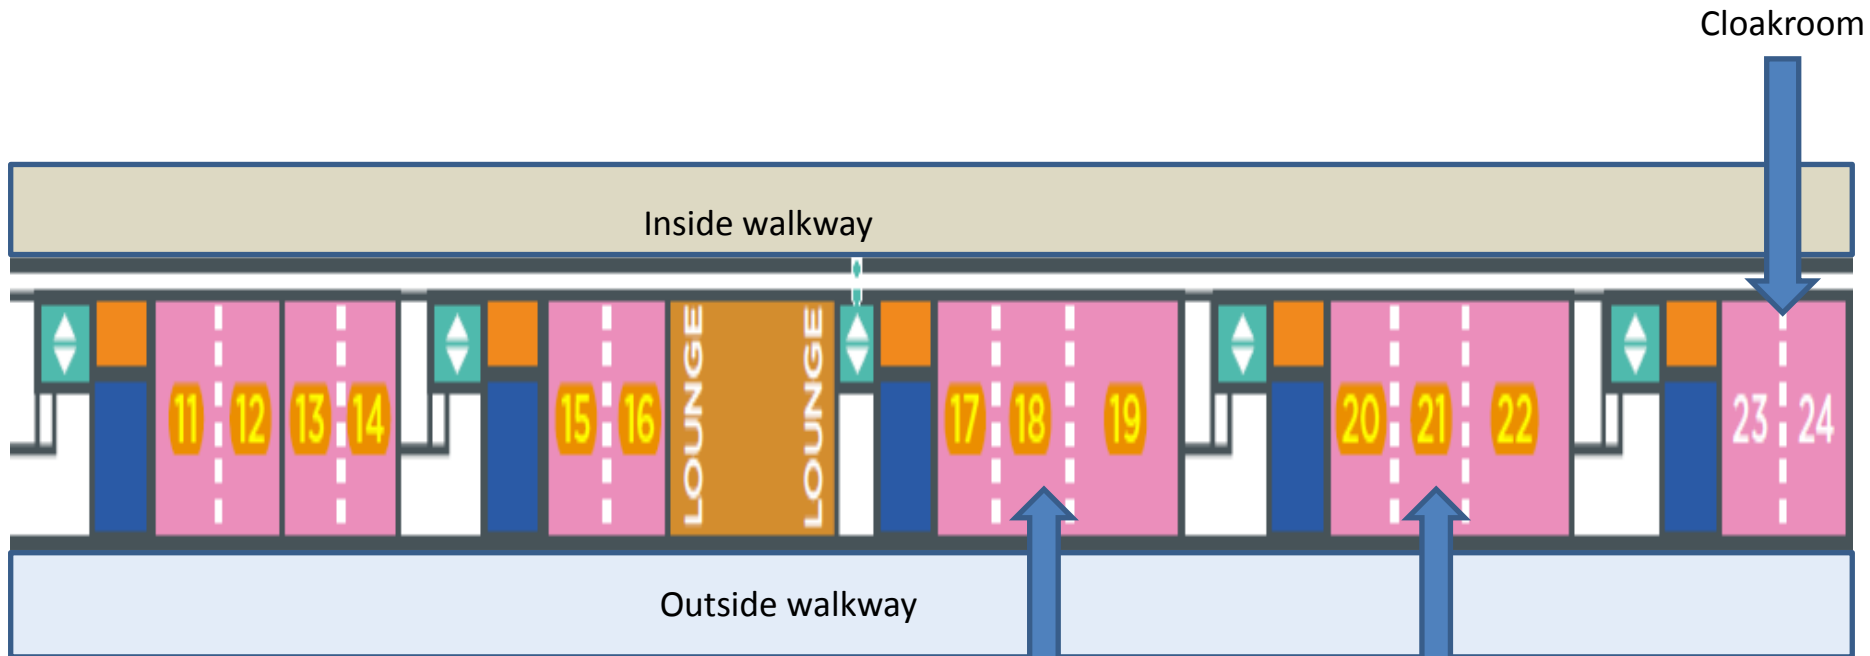 Cloakroom
Inside walkway
11 12 13 14 15 16 LOUNGE LOUNGE 17 18 19 20 21 22 23 24
Outside walkway